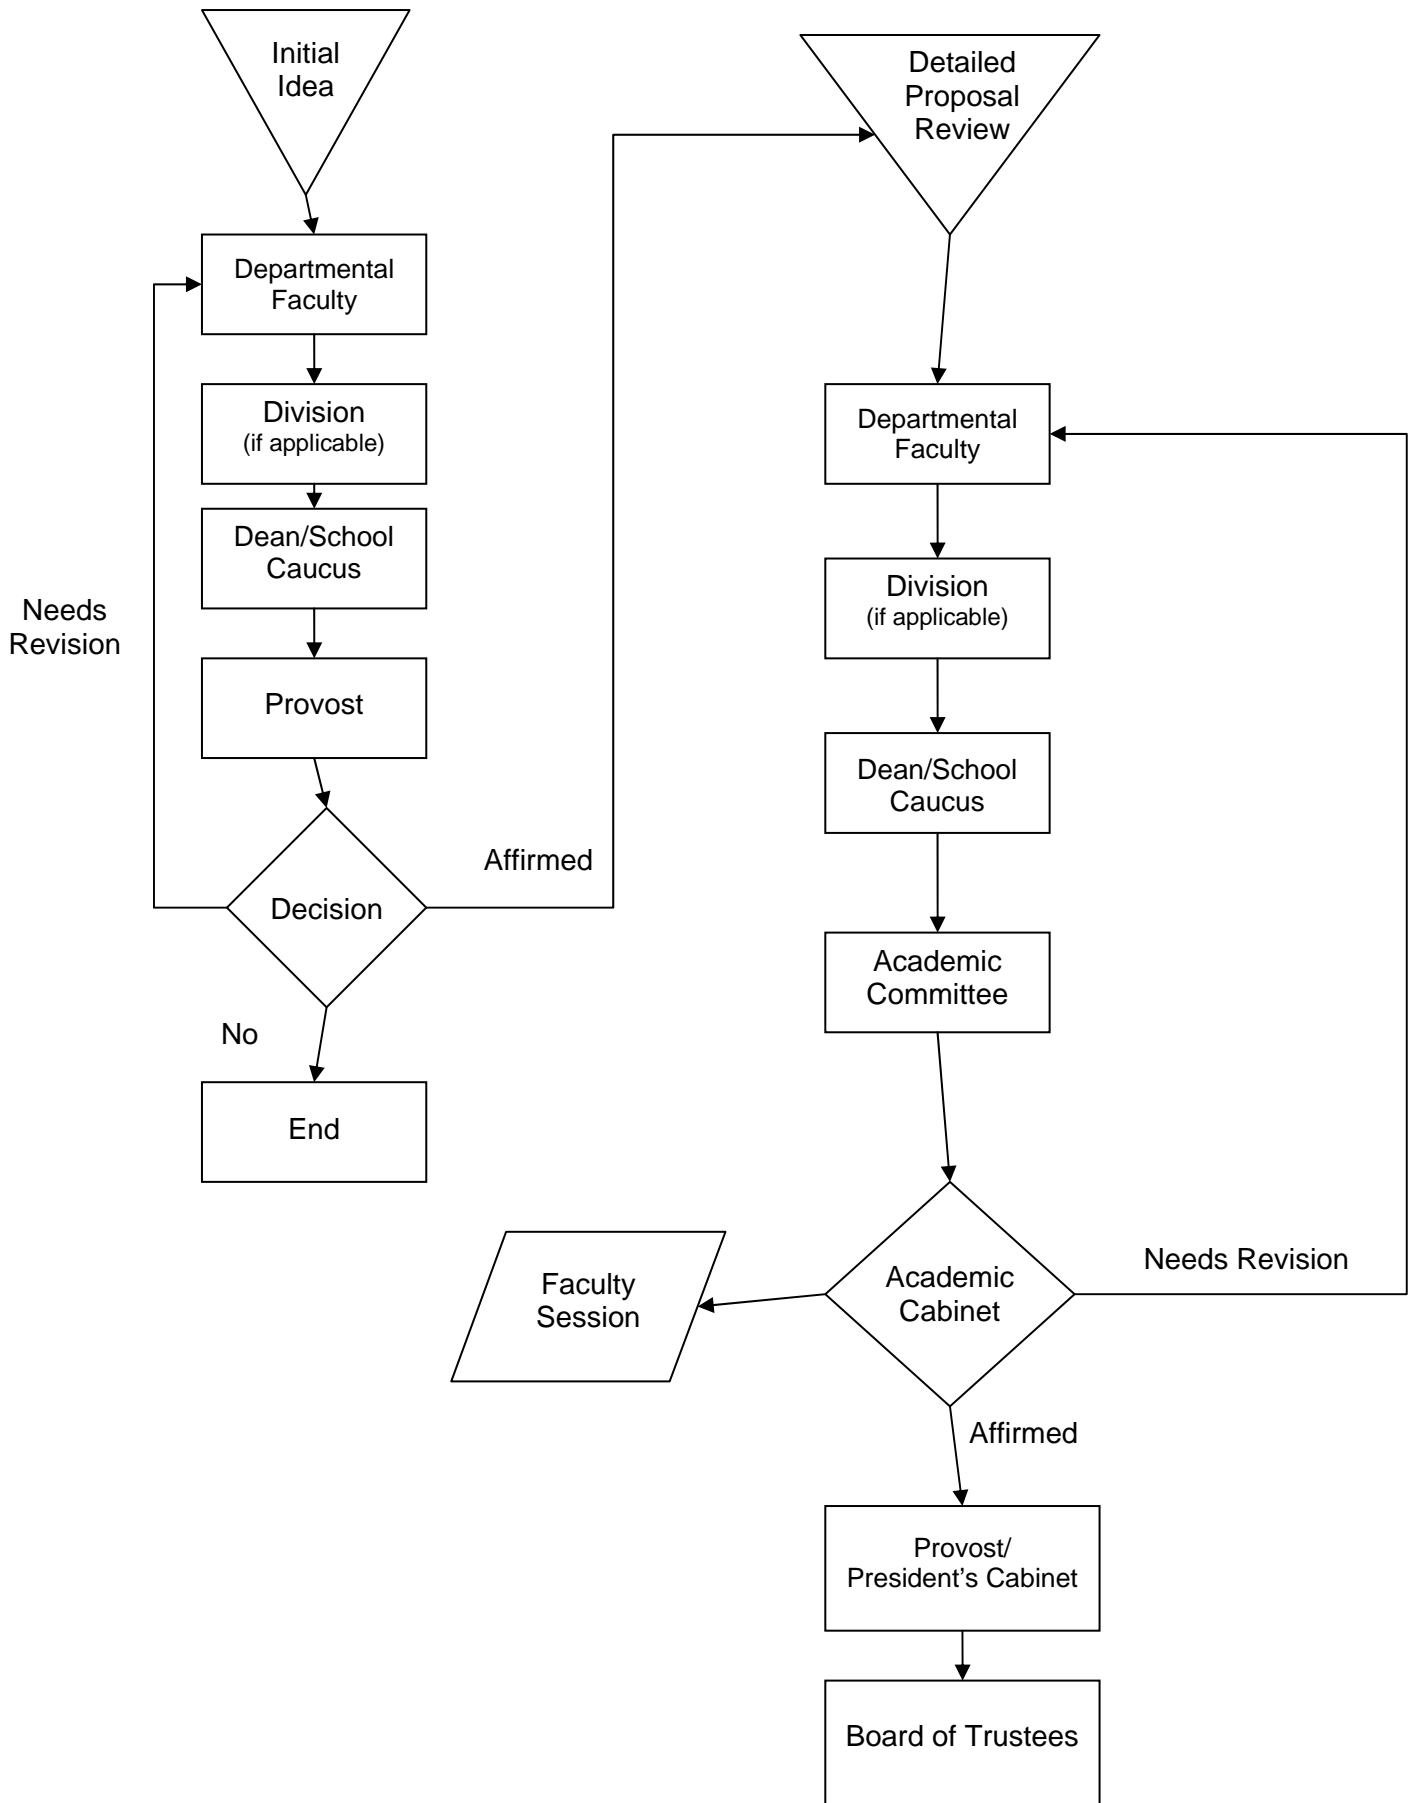 Initial
Idea
Departmental
Faculty
Division
(if applicable)
Dean/School
Caucus
Needs
Revision
Provost
Affirmed
Decision
No
End
Detailed
Proposal
Review
Departmental
Faculty
Division
(if applicable)
Dean/School
Caucus
Academic
Committee
Academic
Cabinet
Needs Revision
Faculty
Session
Affirmed
Provost/
President’s Cabinet
Board of Trustees